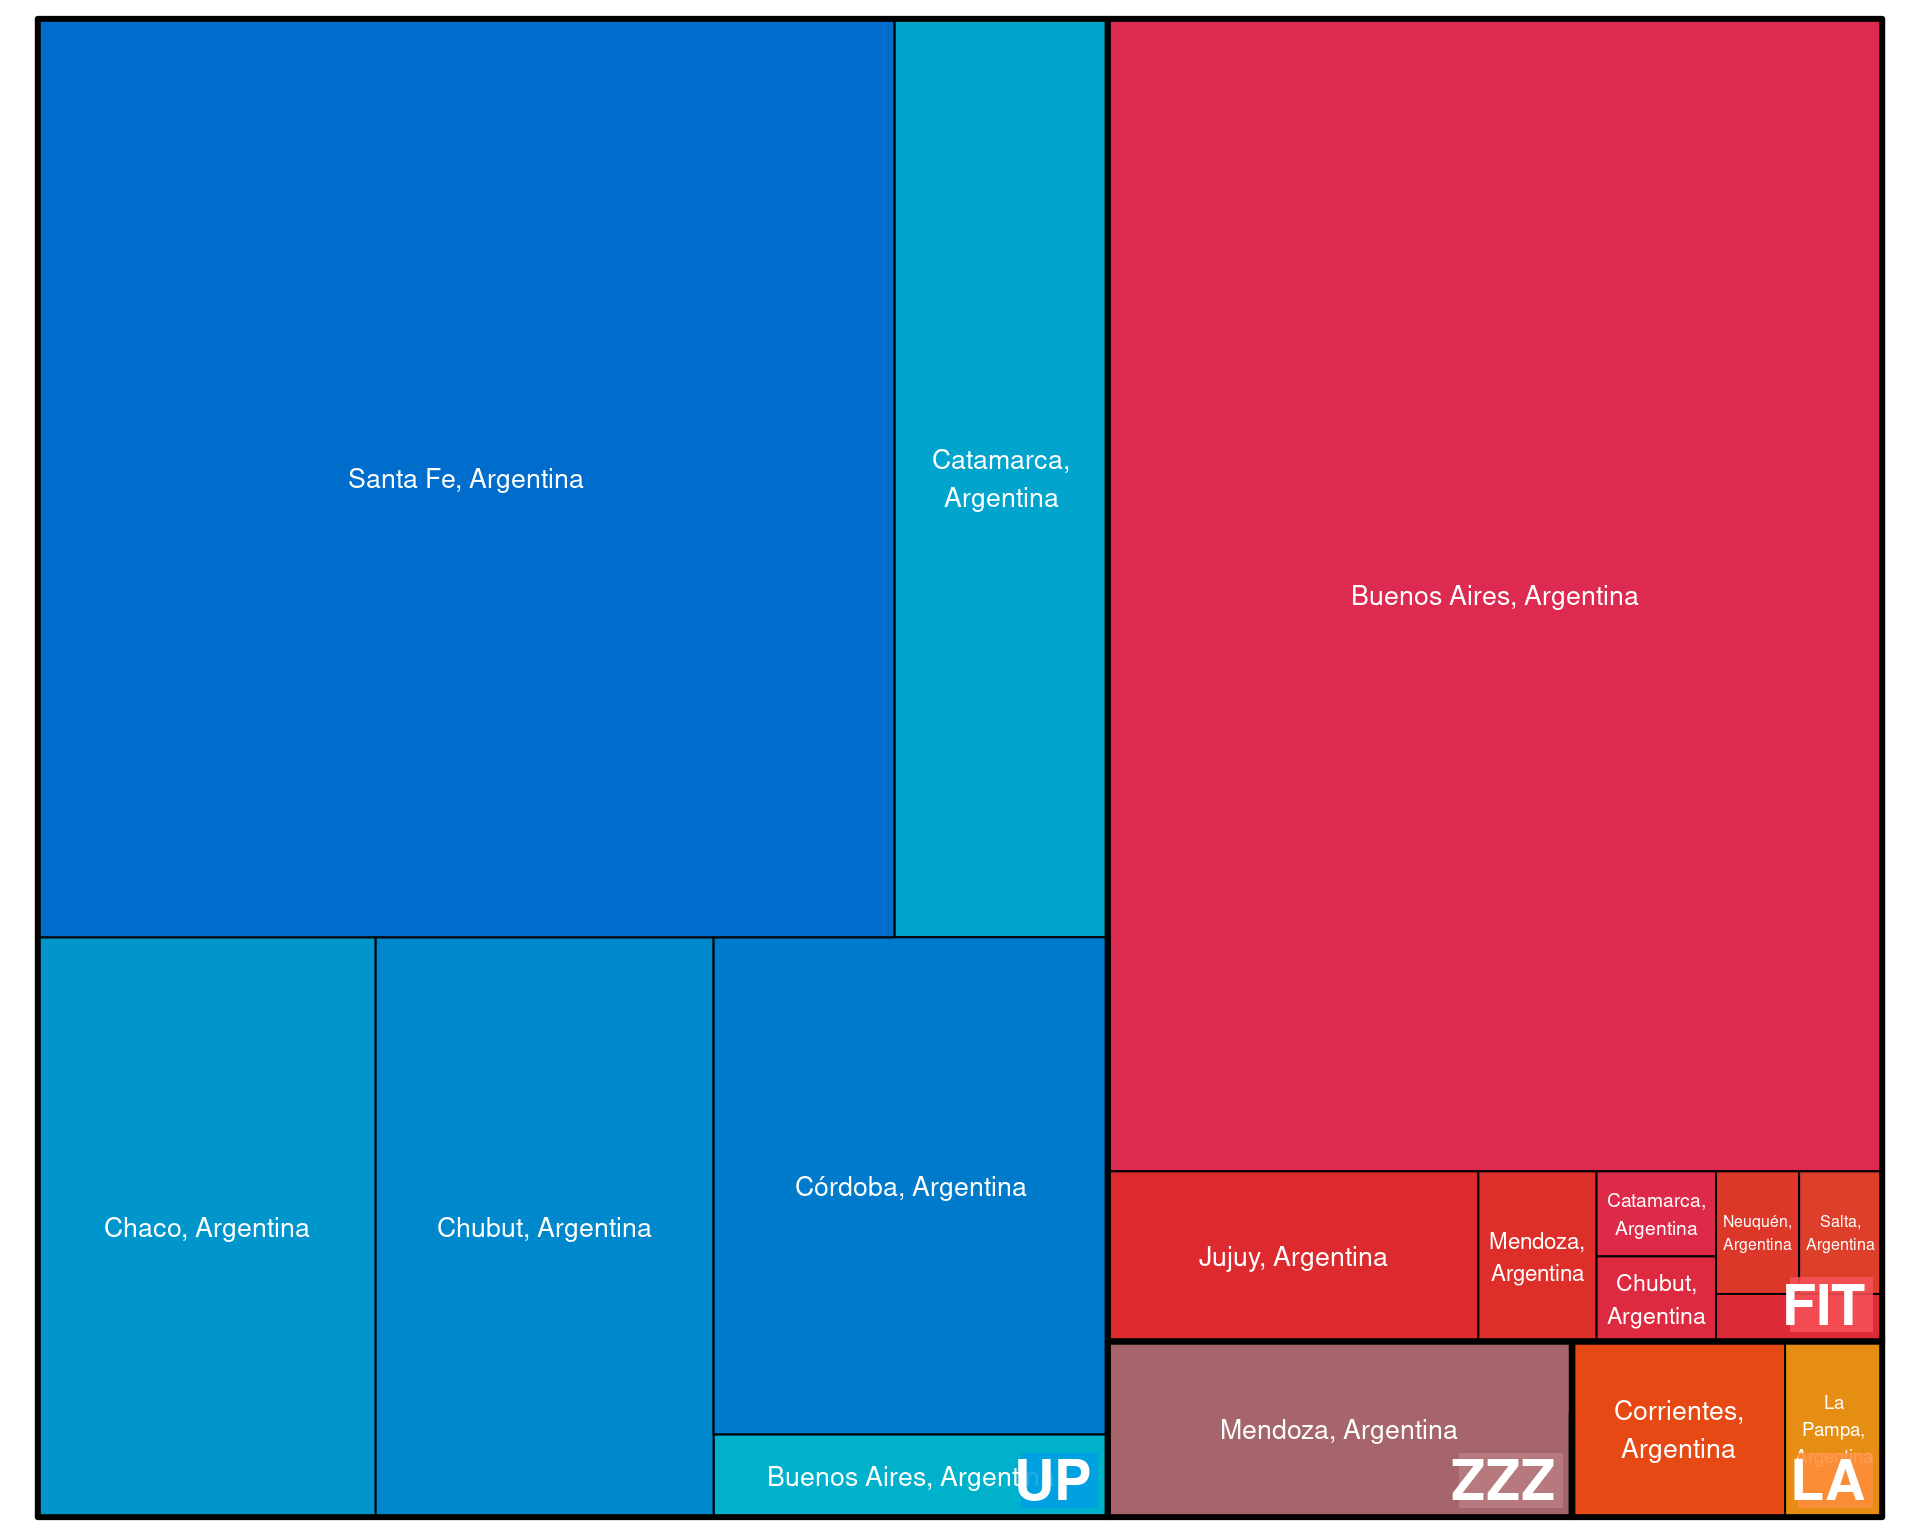 Santa Fe, Argentina
Catamarca,
Argentina
Chaco, Argentina
Chubut, Argentina
Córdoba, Argentina
Buenos Aires, Argentina
UP
Buenos Aires, Argentina
Jujuy, Argentina
Mendoza,
Argentina
Catamarca,
Argentina
Chubut,
Argentina
Neuquén,
Argentina
Salta,
Argentina
FIT
Mendoza, Argentina
ZZZ
Corrientes,
Argentina
La
Pampa,
Argentina
LA